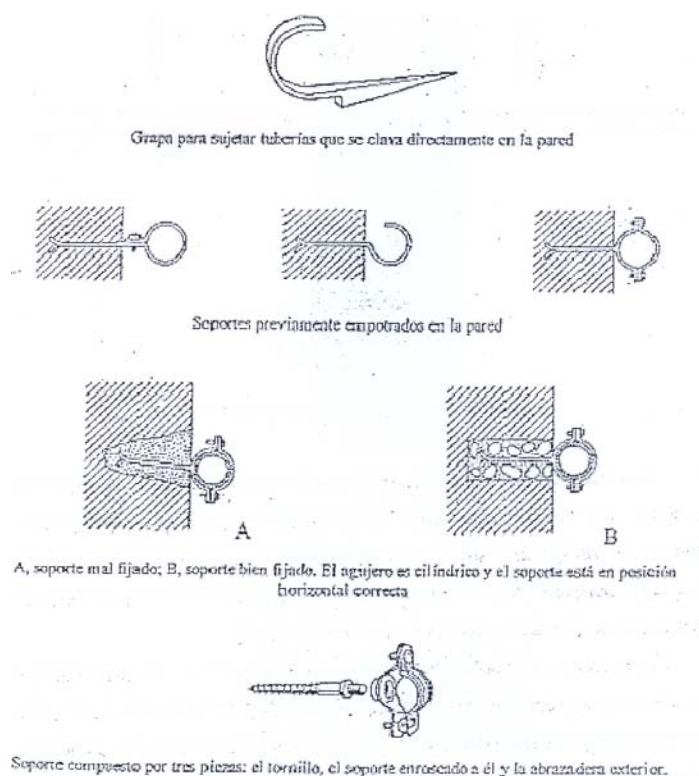 Grapa para sujetar tuberías que se clava directamente en la pared
Soportes previamente empotrados en la pared
A
B
A, soporte mal fijado; B, soporte bien fijado. El agujero es cilíndrico y el soporte está en posición
horizontal correcta
Soporte compuesto por tres piezas: el tornillo, el soporte enroscado a él y la abrazadera exterior.